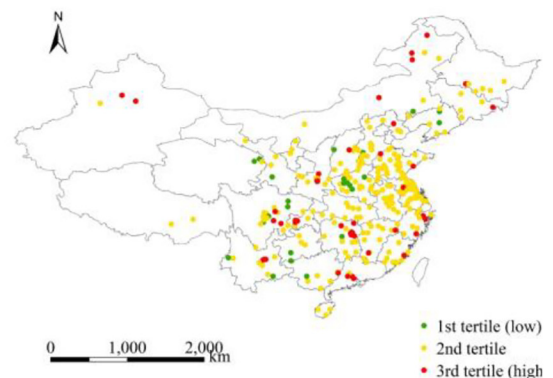 N
1st tertile (low)
2nd tertile
3rd tertile (high
0 1,000 2,000
km